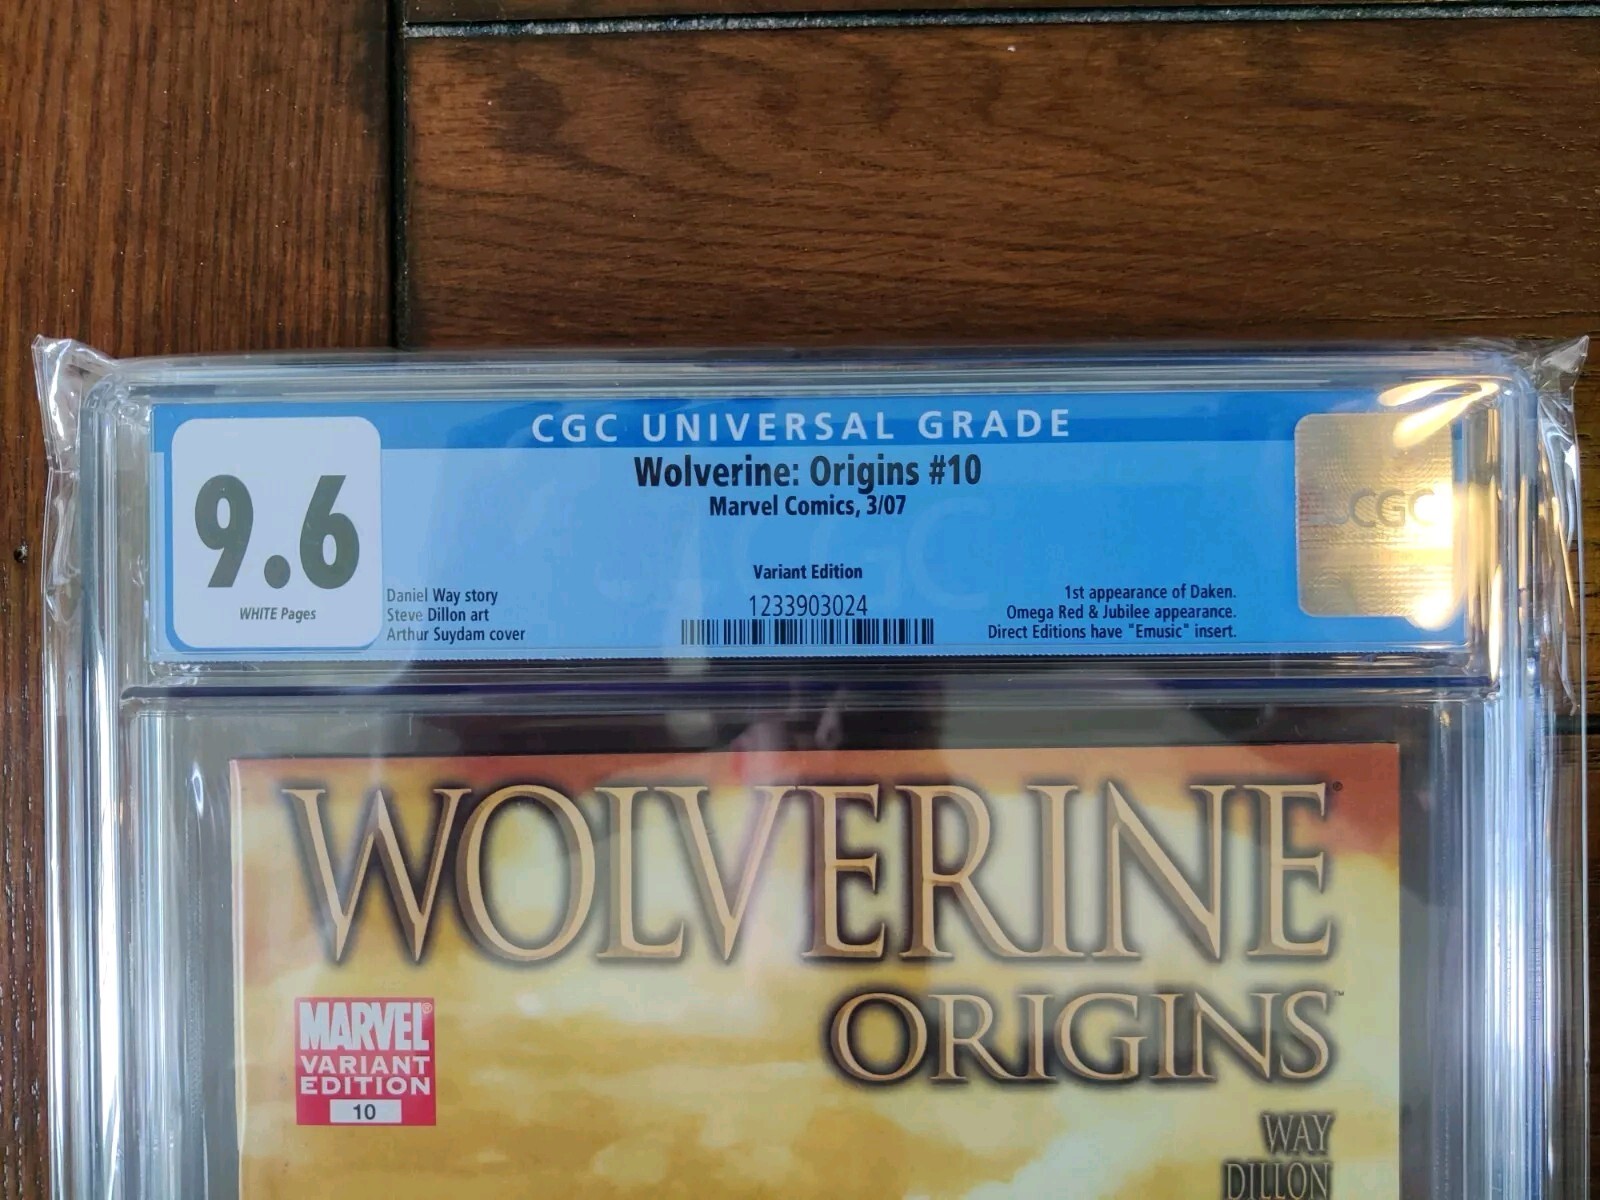 CGC UNIVERSAL GRADE
9.6
WHITE Pages
Wolverine: Origins #10
Marvel Comics, 3/07
Variant Edition
1233903024
Daniel Way story
Steve Dillon art
Arthur Suydam cover
1st appearance of Daken.
Omega Red & Jubilee appearance.
Direct Editions have "Emusic" insert.
CGC
WOLVERINE®
ORIGINS™
MARVEL®
VARIANT
EDITION
10
WAY
DILLON